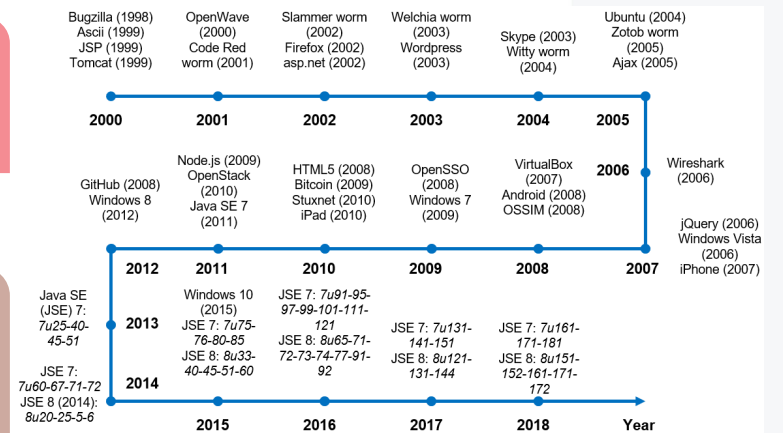 Bugzilla (1998)
Ascii (1999)
JSP (1999)
Tomcat (1999)
OpenWave
(2000)
Code Red
worm (2001)
Slammer worm
(2002)
Firefox (2002)
asp.net (2002)
Welchia worm
(2003)
Wordpress
(2003)
Skype (2003)
Witty worm
(2004)
Ubuntu (2004)
Zotob worm
(2005)
Ajax (2005)
2000
2001
2002
2003
2004
2005
GitHub (2008)
Windows 8
(2012)
Node.js (2009)
OpenStack
(2010)
Java SE 7
(2011)
HTML5 (2008)
Bitcoin (2009)
Stuxnet (2010)
iPad (2010)
OpenSSO
(2008)
Windows 7
(2009)
VirtualBox
(2007)
Android (2008)
OSSIM (2008)
2006
Wireshark
(2006)
jQuery (2006)
Windows Vista
(2006)
iPhone (2007)
2012
2011
2010
2009
2008
2007
Java SE
(JSE) 7:
7u25-40-
45-51
2013
Windows 10
(2015)
JSE 7: 7u75-
76-80-85
JSE 8: 8u33-
40-45-51-60
JSE 7: 7u91-95-
97-99-101-111-
121
JSE 8: 8u65-71-
72-73-74-77-91-
92
JSE 7: 7u131-
141-151
JSE 8: 8u121-
131-144
JSE 7: 7u161-
171-181
JSE 8: 8u151-
152-161-171-
172
JSE 7:
7u60-67-71-72
JSE 8 (2014):
8u20-25-5-6
2014
2015
2016
2017
2018
Year